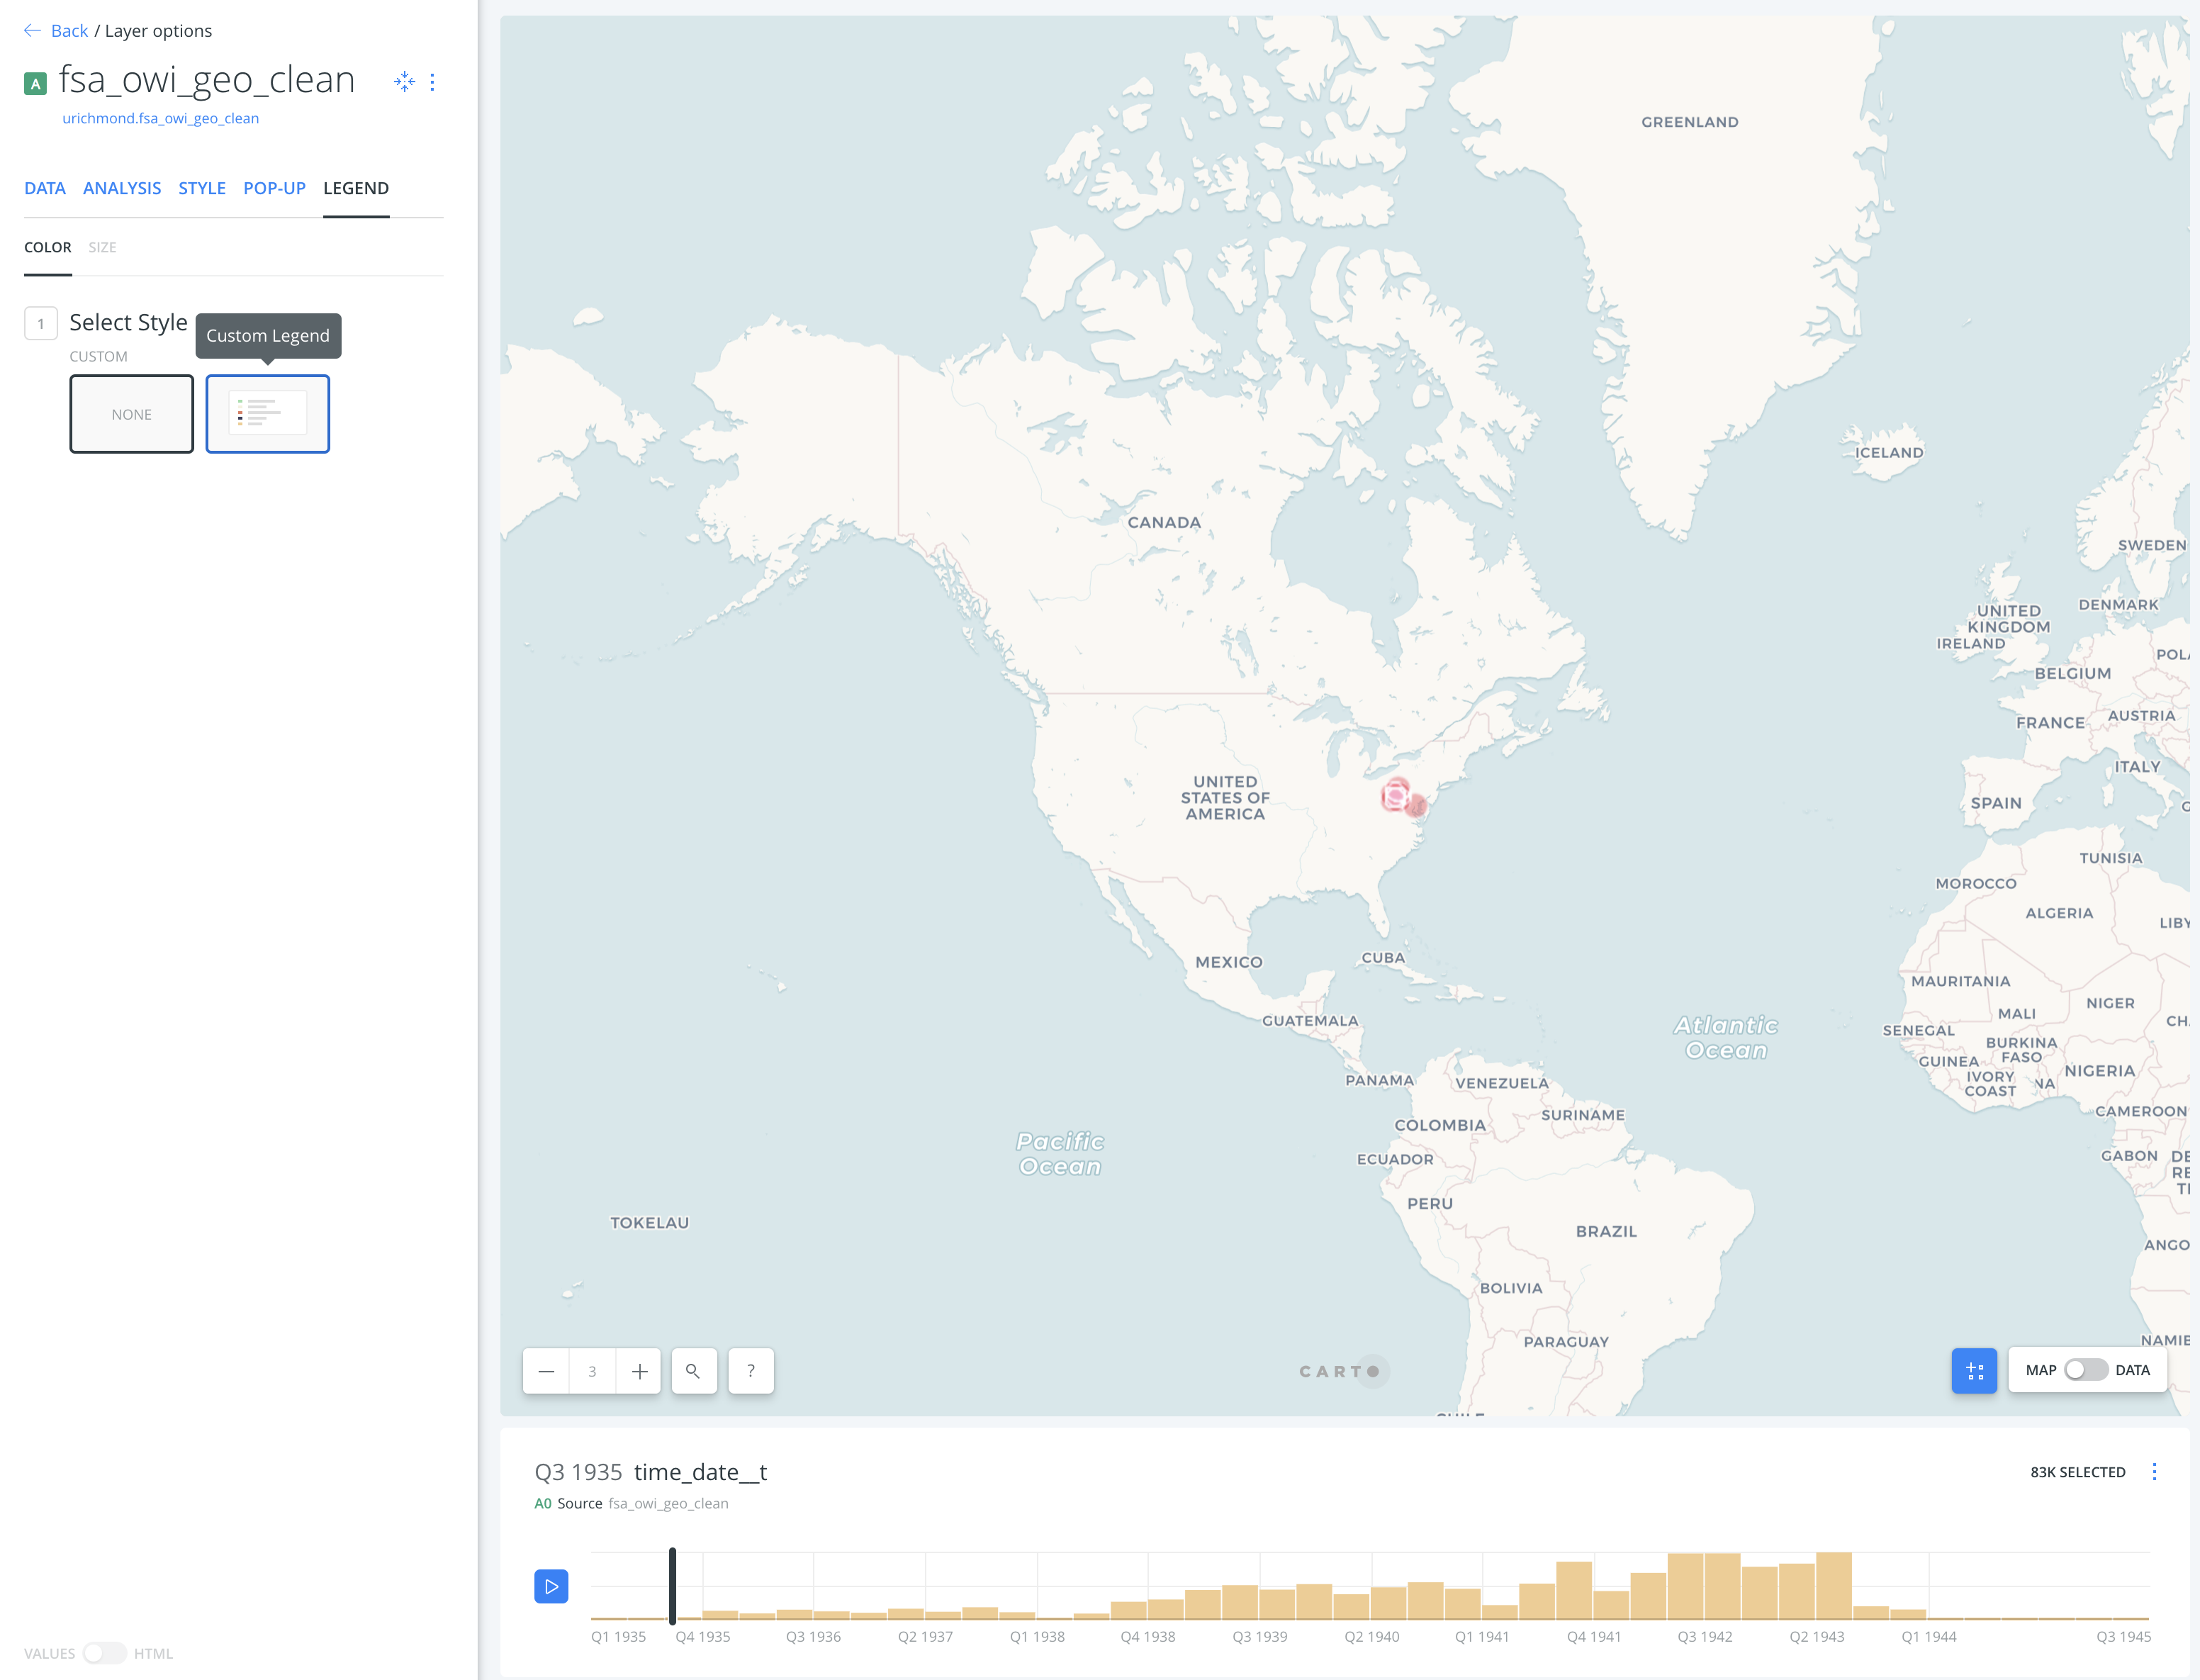 Back / Layer options
A fsa_owi_geo_clean
urichmond.fsa_owi_geo_clean
DATA ANALYSIS STYLE POP-UP LEGEND
COLOR SIZE
1 Select Style
Custom Legend
CUSTOM
NONE
VALUES HTML
GREENLAND
ICELAND
CANADA
SWEDEN
DENMARK
UNITED
KINGDOM
IRELAND
POLA
BELGIUM
FRANCE
AUSTRIA
ITALY
UNITED
STATES OF
AMERICA
SPAIN
G
TUNISIA
MOROCCO
ALGERIA
LIBY
MEXICO
CUBA
MAURITANIA
NIGER
MALI
CH
GUATEMALA
Atlantic
Ocean
SENEGAL
BURKINA
FASO
GUINEA
NIGERIA
IVORY
COAST
NA
PANAMA
VENEZUELA
CAMEROON
SURINAME
COLOMBIA
Pacific
Ocean
ECUADOR
GABON
DE
RE
TI
PERU
TOKELAU
BRAZIL
ANGO
BOLIVIA
PARAGUAY
NAMIB
3
?
CARTO
MAP DATA
CHILE
Q3 1935 time_date__t
83K SELECTED
A0 Source fsa_owi_geo_clean
Q1 1935 Q4 1935 Q3 1936 Q2 1937 Q1 1938 Q4 1938 Q3 1939 Q2 1940 Q1 1941 Q4 1941 Q3 1942 Q2 1943 Q1 1944 Q3 1945